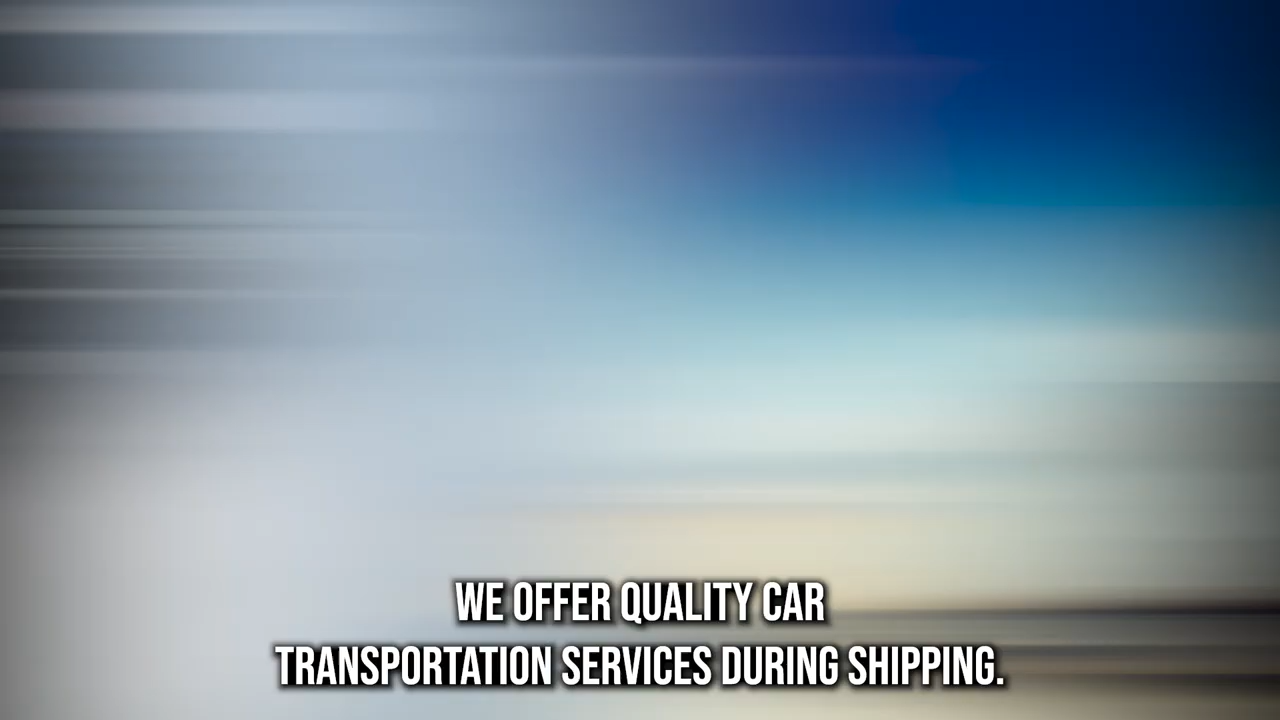 WE OFFER QUALITY CAR
TRANSPORTATION SERVICES DURING SHIPPING.